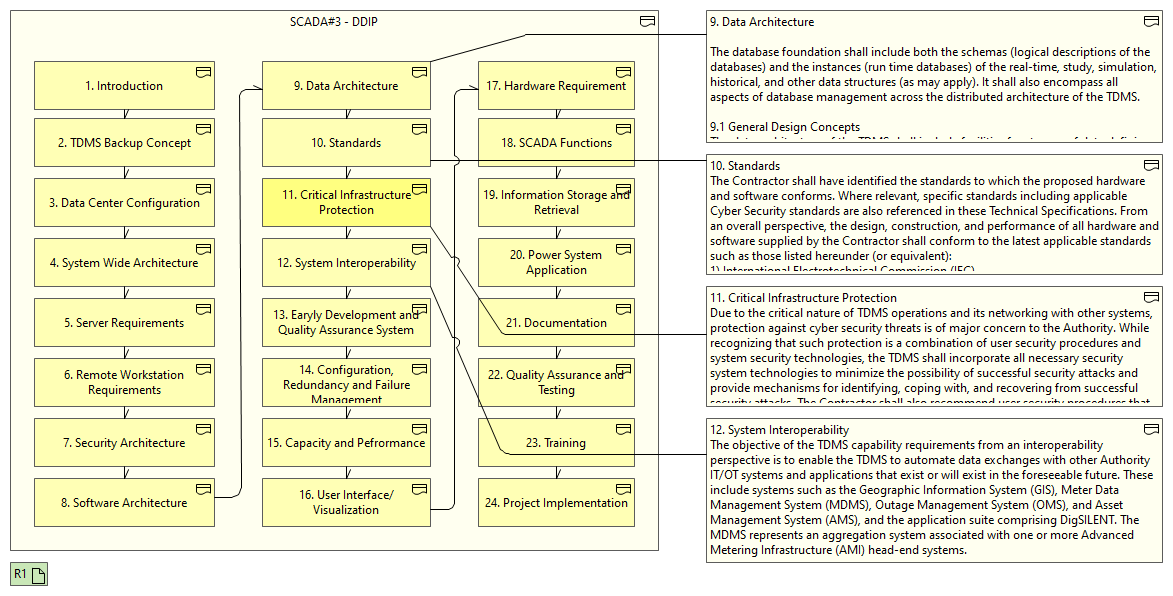 SCADA#3 - DDIP
1. Introduction
2. TDMS Backup Concept
3. Data Center Configuration
4. System Wide Architecture
5. Server Requirements
6. Remote Workstation
Requirements
7. Security Architecture
8. Software Architecture
9. Data Architecture
10. Standards
11. Critical Infrastructure
Protection
12. System Interoperability
13. Earyly Development and
Quality Assurance System
14. Configuration,
Redundancy and Failure
Management
15. Capacity and Pefrormance
16. User Interface/
Visualization
17. Hardware Requirement
18. SCADA Functions
19. Information Storage and
Retrieval
20. Power System
Application
21. Documentation
22. Quality Assurance and
Testing
23. Training
24. Project Implementation
9. Data Architecture
The database foundation shall include both the schemas (logical descriptions of the
databases) and the instances (run time databases) of the real-time, study, simulation,
historical, and other data structures (as may apply). It shall also encompass all
aspects of database management across the distributed architecture of the TDMS.
9.1 General Design Concepts
10. Standards
The Contractor shall have identified the standards to which the proposed hardware
and software conforms. Where relevant, specific standards including applicable
Cyber Security standards are also referenced in these Technical Specifications. From
an overall perspective, the design, construction, and performance of all hardware and
software supplied by the Contractor shall conform to the latest applicable standards
such as those listed hereunder (or equivalent):
1) International Electrotechnical Commission (IEC)
11. Critical Infrastructure Protection
Due to the critical nature of TDMS operations and its networking with other systems,
protection against cyber security threats is of major concern to the Authority. While
recognizing that such protection is a combination of user security procedures and
system security technologies, the TDMS shall incorporate all necessary security
system technologies to minimize the possibility of successful security attacks and
provide mechanisms for identifying, coping with, and recovering from successful
security attacks. The Contractor shall also recommend user security procedures that
12. System Interoperability
The objective of the TDMS capability requirements from an interoperability
perspective is to enable the TDMS to automate data exchanges with other Authority
IT/OT systems and applications that exist or will exist in the foreseeable future. These
include systems such as the Geographic Information System (GIS), Meter Data
Management System (MDMS), Outage Management System (OMS), and Asset
Management System (AMS), and the application suite comprising DigSILENT. The
MDMS represents an aggregation system associated with one or more Advanced
Metering Infrastructure (AMI) head-end systems.
R1